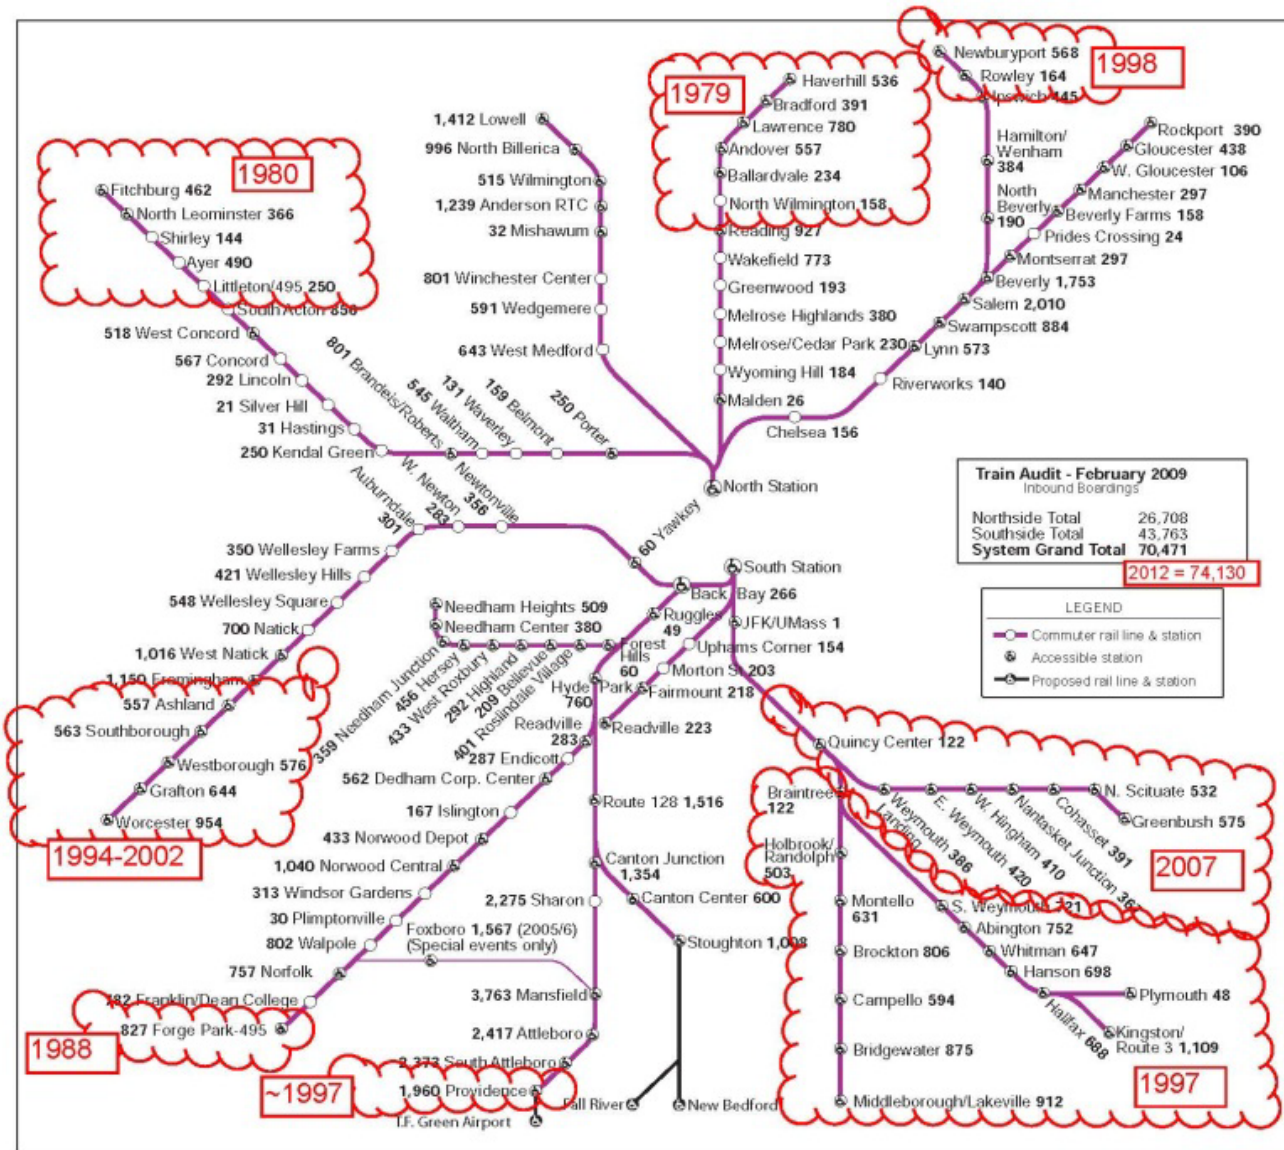 Newburyport 568
Rowley 164
Ipswich 445
1998
Hamilton/
Wenham
384
North
Beverly
190
Rockport 390
Gloucester 438
W. Gloucester 106
Manchester 297
Beverly Farms 158
Prides Crossing 24
Montserrat 297
Beverly 1,753
Salem 2,010
Swampscott 884
Lynn 573
Riverworks 140
Chelsea 156
1979
Haverhill 536
Bradford 391
Lawrence 780
Andover 557
Ballardvale 234
North Wilmington 158
Reading 927
Wakefield 773
Greenwood 193
Melrose Highlands 380
Melrose/Cedar Park 230
Wyoming Hill 184
Malden 26
1,412 Lowell
996 North Billerica
515 Wilmington
1,239 Anderson RTC
32 Mishawum
801 Winchester Center
591 Wedgemere
643 West Medford
1980
Fitchburg 462
North Leominster 366
Shirley 144
Ayer 490
Littleton/495 250
South Acton 850
518 West Concord
567 Concord
292 Lincoln
21 Silver Hill
31 Hastings
250 Kendal Green
801 Brandeis/Roberts
545 Waltham
131 Waverley
159 Belmont
250 Porter
North Station
Auburndale
301
W. Newton
283
Newtonville
356
60 Yawkey
350 Wellesley Farms
421 Wellesley Hills
548 Wellesley Square
700 Natick
1,016 West Natick
1,150 Framingham
557 Ashland
563 Southborough
Westborough 576
Grafton 644
Worcester 954
1994-2002
Train Audit - February 2009
Inbound Boardings
Northside Total 26,708
Southside Total 43,763
System Grand Total 70,471
2012 = 74,130
LEGEND
Commuter rail line & station
Accessible station
Proposed rail line & station
South Station
Back Bay 266
Ruggles
49
JFK/UMass 1
Uphams Corner 154
Morton St. 203
Fairmount 218
Readville 223
Needham Heights 509
Needham Center 380
359 Needham Junction
456 Hersey
433 West Roxbury
292 Highland
209 Bellevue
401 Roslindale Village
Forest
Hills
60
Hyde Park
760
Readville
283
287 Endicott
562 Dedham Corp. Center
167 Islington
433 Norwood Depot
1,040 Norwood Central
313 Windsor Gardens
30 Plimptonville
802 Walpole
Foxboro 1,567 (2005/6)
(Special events only)
757 Norfolk
Franklin/Dean College
827 Forge Park-495
1988
Route 128 1,516
Canton Junction
1,354
Canton Center 600
Stoughton 1,008
2,275 Sharon
3,763 Mansfield
2,417 Attleboro
2,373 South Attleboro
1,960 Providence
~1997
T.F. Green Airport
Fall River
New Bedford
Quincy Center 122
Braintree
122
Weymouth
Landing
386
E. Weymouth 420
W. Hingham 410
Nantasket Junction
Cohasset 391
N. Scituate 532
Greenbush 575
2007
Holbrook/
Randolph
503
Montello
631
Brockton 806
Campello 594
Bridgewater 875
Middleborough/Lakeville 912
S. Weymouth 721
Abington 752
Whitman 647
Hanson 698
Halifax 688
Plymouth 48
Kingston/
Route 3 1,109
1997